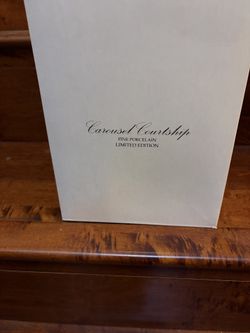 Carousel Courtship
FINE PORCELAIN
LIMITED EDITION